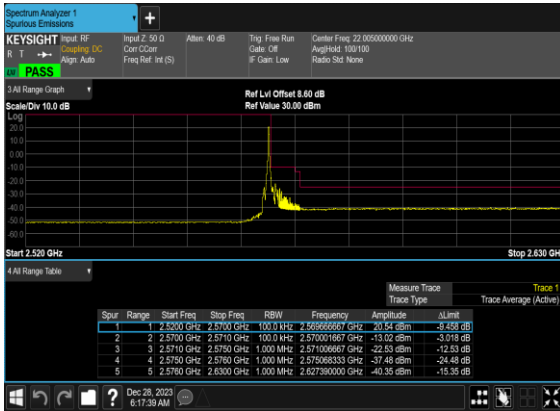 Spectrum Analyzer 1
Spurious Emissions
KEYSIGHT Input: RF Input Z: 50 Ω Atten: 40 dB Trig: Free Run Center Freq: 22.005000000 GHz
R T Coupling: DC Corr CCorr Gate: Off Avg|Hold: 100/100
Align: Auto Freq Ref: Int (S) IF Gain: Low Radio Std: None
PASS
3 All Range Graph
Ref Lvl Offset 8.60 dB
Scale/Div 10.0 dB Ref Value 30.00 dBm
Log
20.0
10.0
0.00
-10.0
-20.0
-30.0
-40.0
-50.0
-60.0
Start 2.520 GHz Stop 2.630 GH
4 All Range Table
Measure Trace Trace 1
Trace Type Trace Average (Active)
Spur Range Start Freq Stop Freq RBW Frequency Amplitude ΔLimit
1 1 2.5200 GHz 2.5700 GHz 100.0 kHz 2.569666667 GHz 20.54 dBm -9.458 dB
2 2 2.5700 GHz 2.5710 GHz 100.0 kHz 2.570001667 GHz -13.02 dBm -3.018 dB
3 3 2.5710 GHz 2.5750 GHz 1.000 MHz 2.571006667 GHz -22.53 dBm -12.53 dB
4 4 2.5750 GHz 2.5760 GHz 1.000 MHz 2.575068333 GHz -37.48 dBm -24.48 dB
5 5 2.5760 GHz 2.6300 GHz 1.000 MHz 2.627390000 GHz -40.35 dBm -15.35 dB
Dec 28, 2023
6:17:39 AM